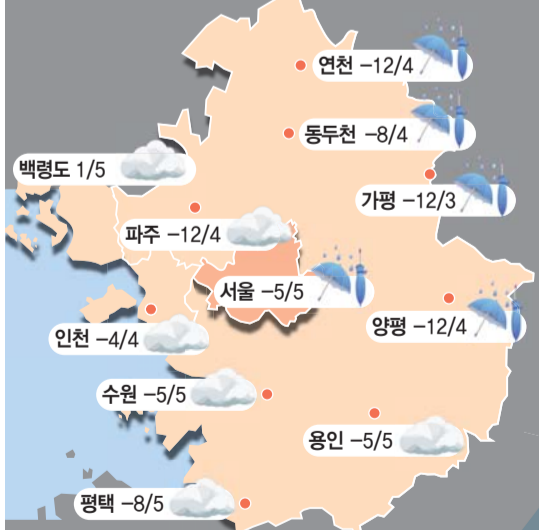 연천 –12/4
동두천 –8/4
백령도 1/5
가평 –12/3
파주 –12/4
서울 –5/5
양평 –12/4
인천 –4/4
수원 –5/5
용인 –5/5
평택 –8/5